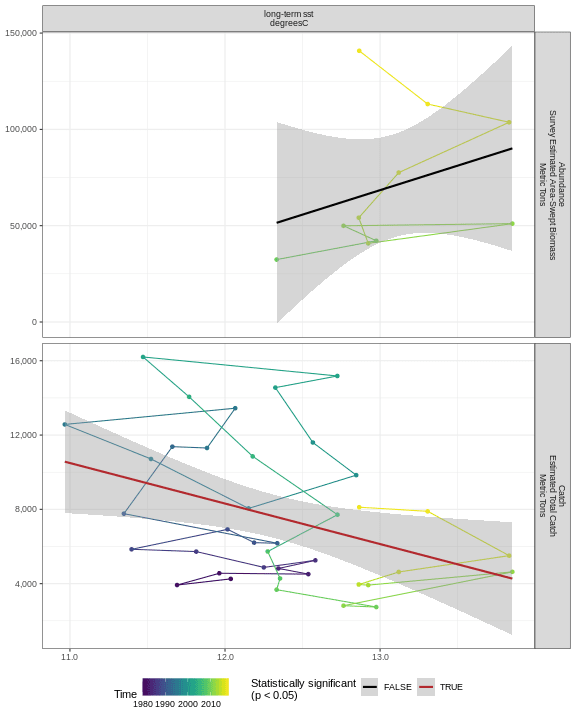 long-term sst
degreesC
150,000
100,000
50,000
0
Abundance
Survey Estimated Area-Swept Biomass
Metric Tons
16,000
12,000
8,000
4,000
Catch
Estimated Total Catch
Metric Tons
11.0 12.0 13.0
Time
1980 1990 2000 2010
Statistically significant
(p < 0.05)
FALSE
TRUE